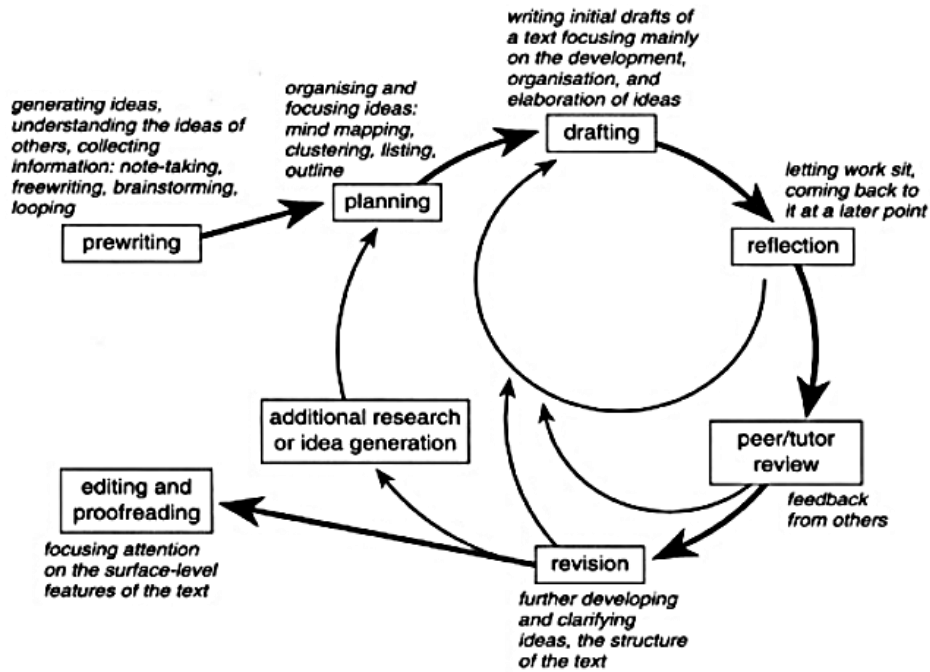 generating ideas,
understanding the ideas of
others, collecting
information: note-taking,
freewriting, brainstorming,
looping
prewriting
organising and
focusing ideas:
mind mapping,
clustering, listing,
outline
planning
writing initial drafts of
a text focusing mainly
on the development,
organisation, and
elaboration of ideas
drafting
letting work sit,
coming back to
it at a later point
reflection
peer/tutor
review
feedback
from others
revision
further developing
and clarifying
ideas, the structure
of the text
additional research
or idea generation
editing and
proofreading
focusing attention
on the surface-level
features of the text